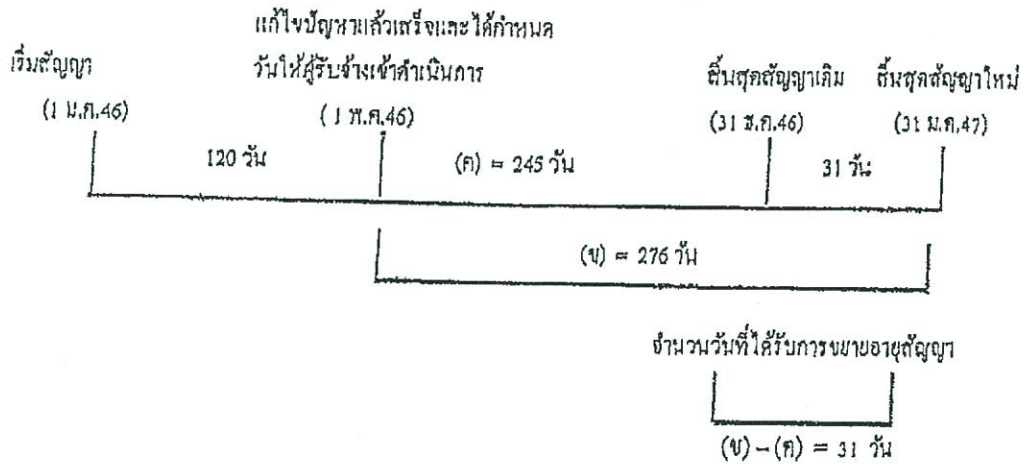 แก้ไขปัญหาแล้วเสร็จและได้กำหนด
เริ่มสัญญา วันให้ผู้รับจ้างเข้าดำเนินการ สิ้นสุดสัญญาเดิม สิ้นสุดสัญญาใหม่
(1 ม.ค.46) (1 พ.ค.46) (31 ธ.ค.46) (31 ม.ค.47)
120 วัน (ค) = 245 วัน 31 วัน
(ข) = 276 วัน
จำนวนวันที่ได้รับการขยายอายุสัญญา
(ข) – (ค) = 31 วัน